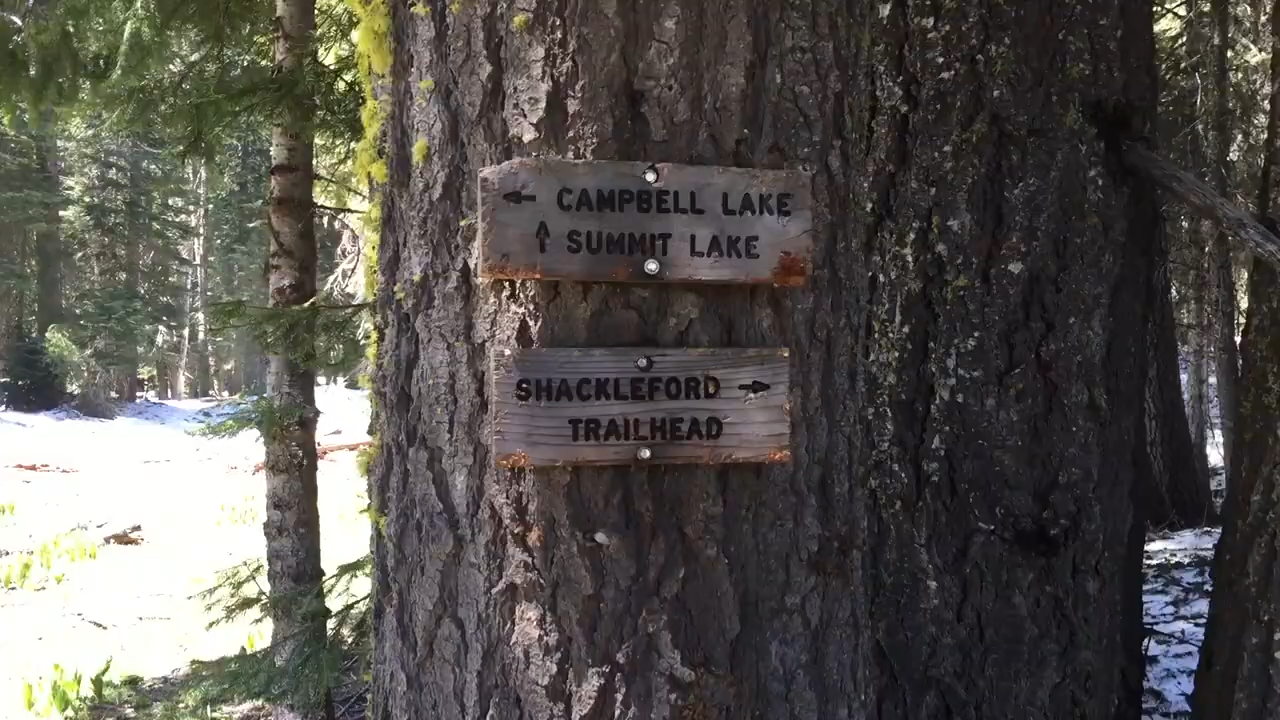 ← CAMPBELL LAKE
↑ SUMMIT LAKE
SHACKLEFORD →
TRAILHEAD